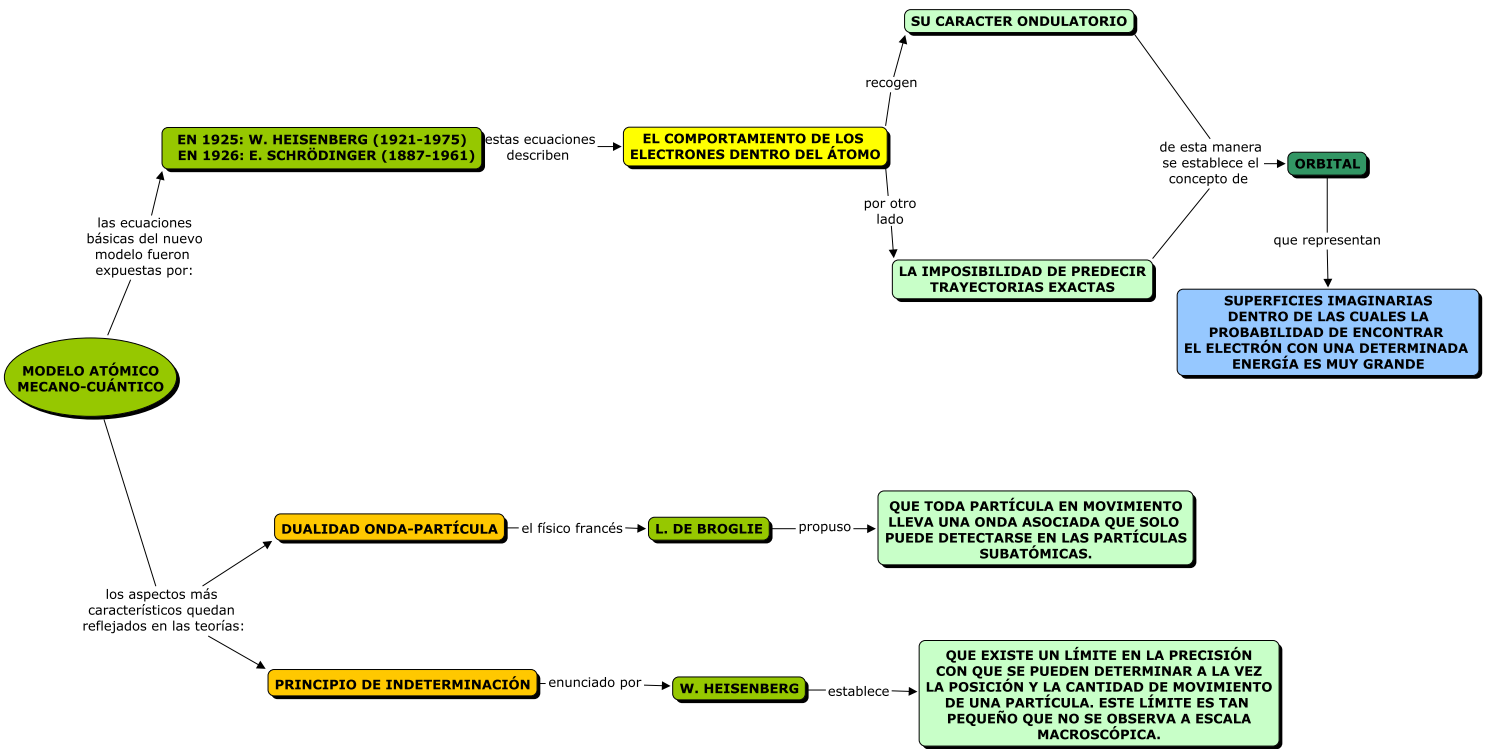 MODELO ATÓMICO
MECANO-CUÁNTICO
las ecuaciones
básicas del nuevo
modelo fueron
expuestas por:
EN 1925: W. HEISENBERG (1921-1975)
EN 1926: E. SCHRÖDINGER (1887-1961)
estas ecuaciones
describen
EL COMPORTAMIENTO DE LOS
ELECTRONES DENTRO DEL ÁTOMO
recogen
SU CARACTER ONDULATORIO
por otro
lado
LA IMPOSIBILIDAD DE PREDECIR
TRAYECTORIAS EXACTAS
de esta manera
se establece el
concepto de
ORBITAL
que representan
SUPERFICIES IMAGINARIAS
DENTRO DE LAS CUALES LA
PROBABILIDAD DE ENCONTRAR
EL ELECTRÓN CON UNA DETERMINADA
ENERGÍA ES MUY GRANDE
los aspectos más
característicos quedan
reflejados en las teorías:
DUALIDAD ONDA-PARTÍCULA
el físico francés
L. DE BROGLIE
propuso
QUE TODA PARTÍCULA EN MOVIMIENTO
LLEVA UNA ONDA ASOCIADA QUE SOLO
PUEDE DETECTARSE EN LAS PARTÍCULAS
SUBATÓMICAS.
PRINCIPIO DE INDETERMINACIÓN
enunciado por
W. HEISENBERG
establece
QUE EXISTE UN LÍMITE EN LA PRECISIÓN
CON QUE SE PUEDEN DETERMINAR A LA VEZ
LA POSICIÓN Y LA CANTIDAD DE MOVIMIENTO
DE UNA PARTÍCULA. ESTE LÍMITE ES TAN
PEQUEÑO QUE NO SE OBSERVA A ESCALA
MACROSCÓPICA.